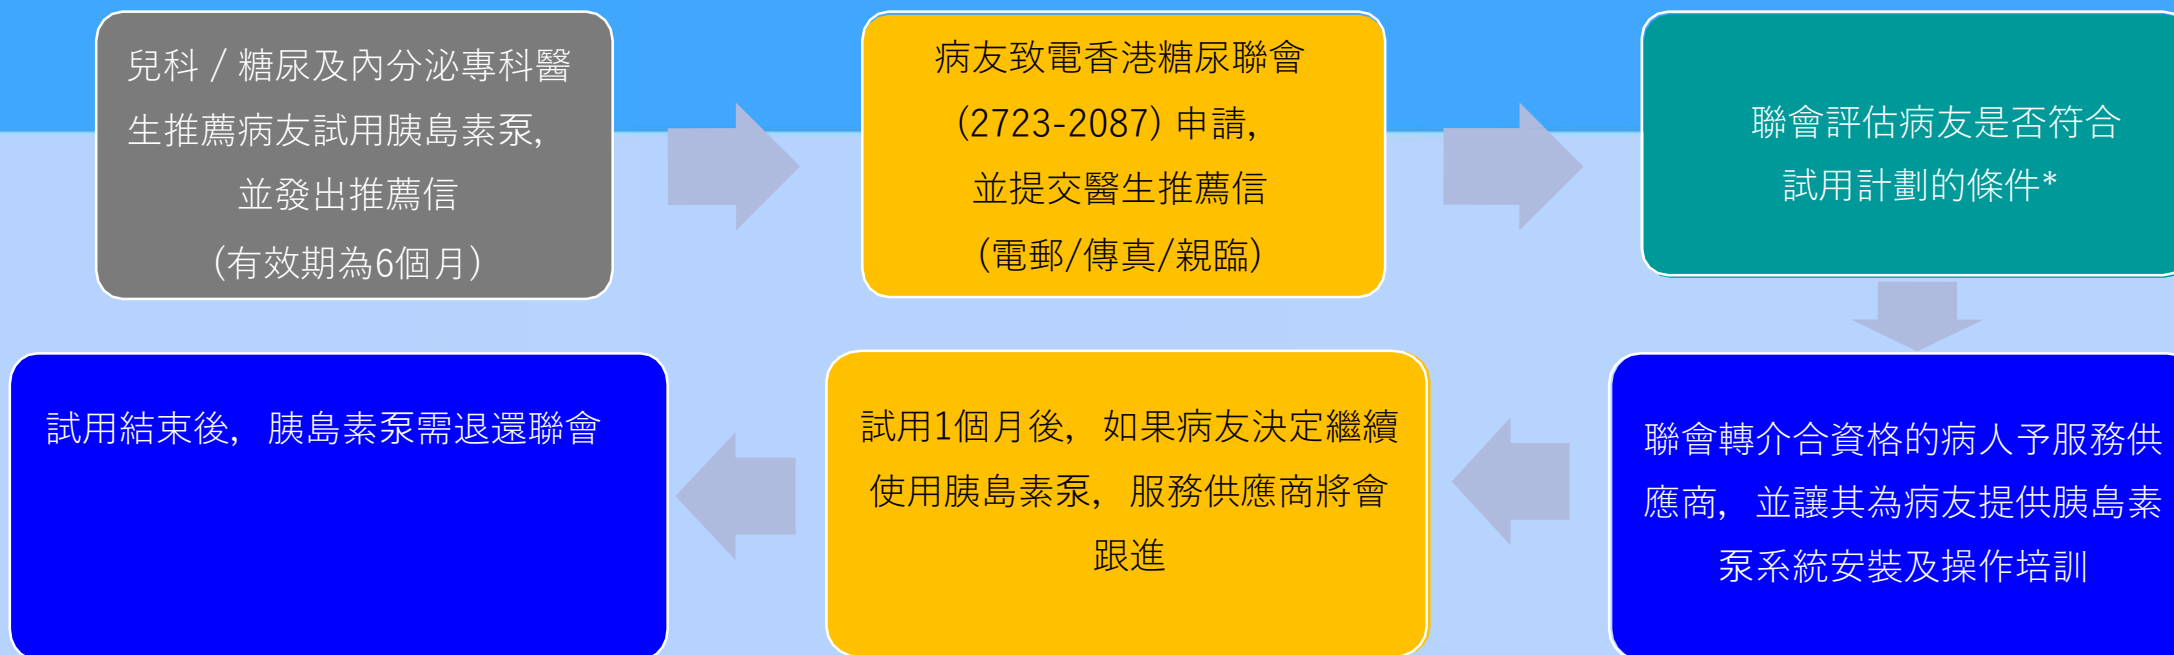 兒科 / 糖尿及內分泌專科醫
生推薦病友試用胰島素泵,
並發出推薦信
(有效期為6個月)
病友致電香港糖尿聯會
(2723-2087) 申請,
並提交醫生推薦信
(電郵/傳真/親臨)
聯會評估病友是否符合
試用計劃的條件*
聯會轉介合資格的病人予服務供
應商, 並讓其為病友提供胰島素
泵系統安裝及操作培訓
試用1個月後, 如果病友決定繼續
使用胰島素泵, 服務供應商將會
跟進
試用結束後, 胰島素泵需退還聯會